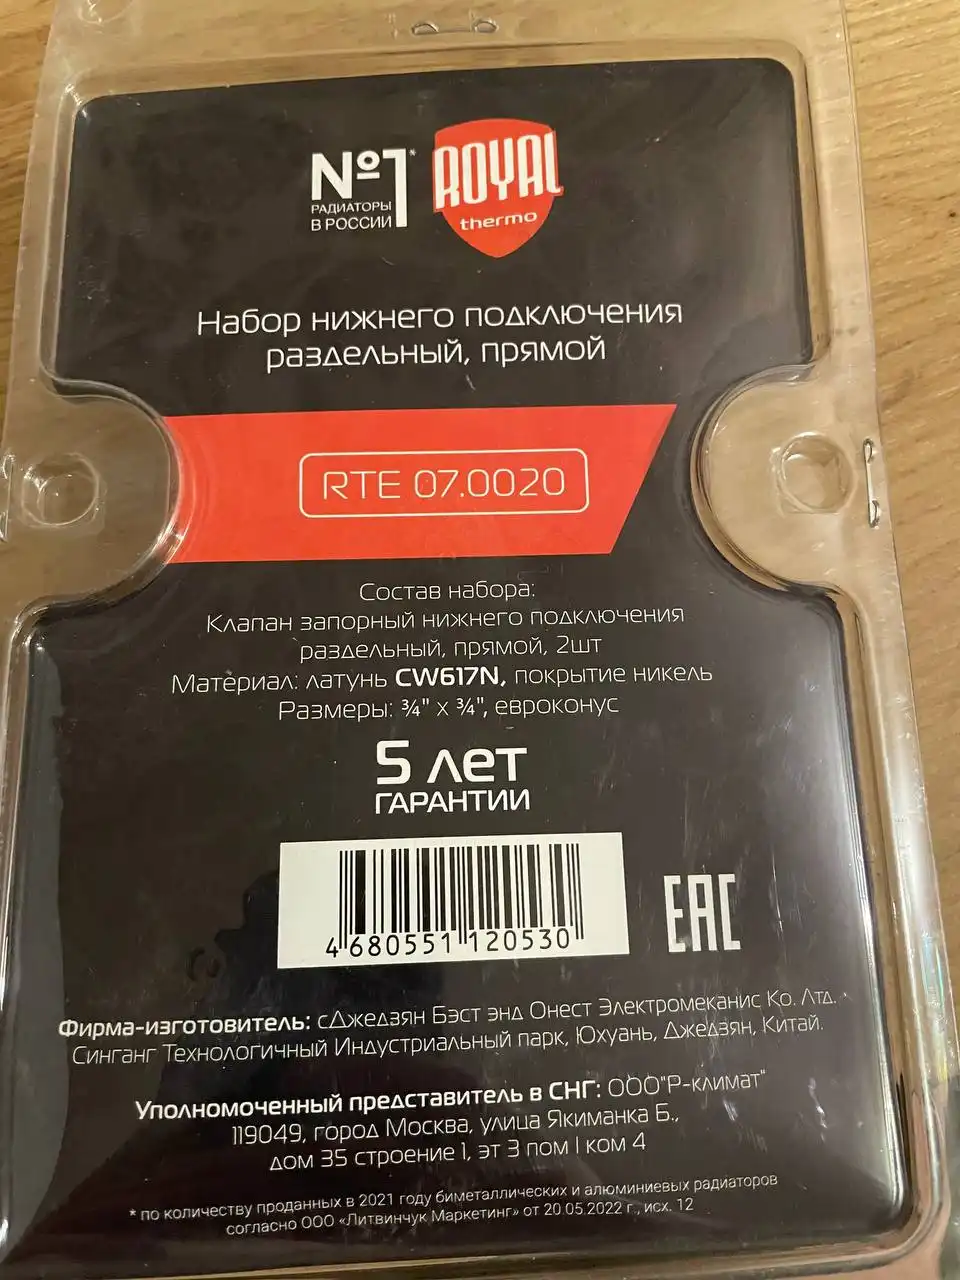 №1*
РАДИАТОРЫ
В РОССИИ
ROYAL
thermo
Набор нижнего подключения
раздельный, прямой
RTE 07.0020
Состав набора:
Клапан запорный нижнего подключения
раздельный, прямой, 2шт
Материал: латунь CW617N, покрытие никель
Размеры: ¾" x ¾", евроконус
5 лет
ГАРАНТИИ
4 680551 120530
EAC
Фирма-изготовитель: сДжедзян Бэст энд Онест Электромеканис Ко. Лтд.
Синганг Технологичный Индустриальный парк, Юхуань, Джедзян, Китай.
Уполномоченный представитель в СНГ: ООО"Р-климат"
119049, город Москва, улица Якиманка Б.,
дом 35 строение 1, эт 3 пом I ком 4
* по количеству проданных в 2021 году биметаллических и алюминиевых радиаторов
согласно ООО «Литвинчук Маркетинг» от 20.05.2022 г., исх. 12